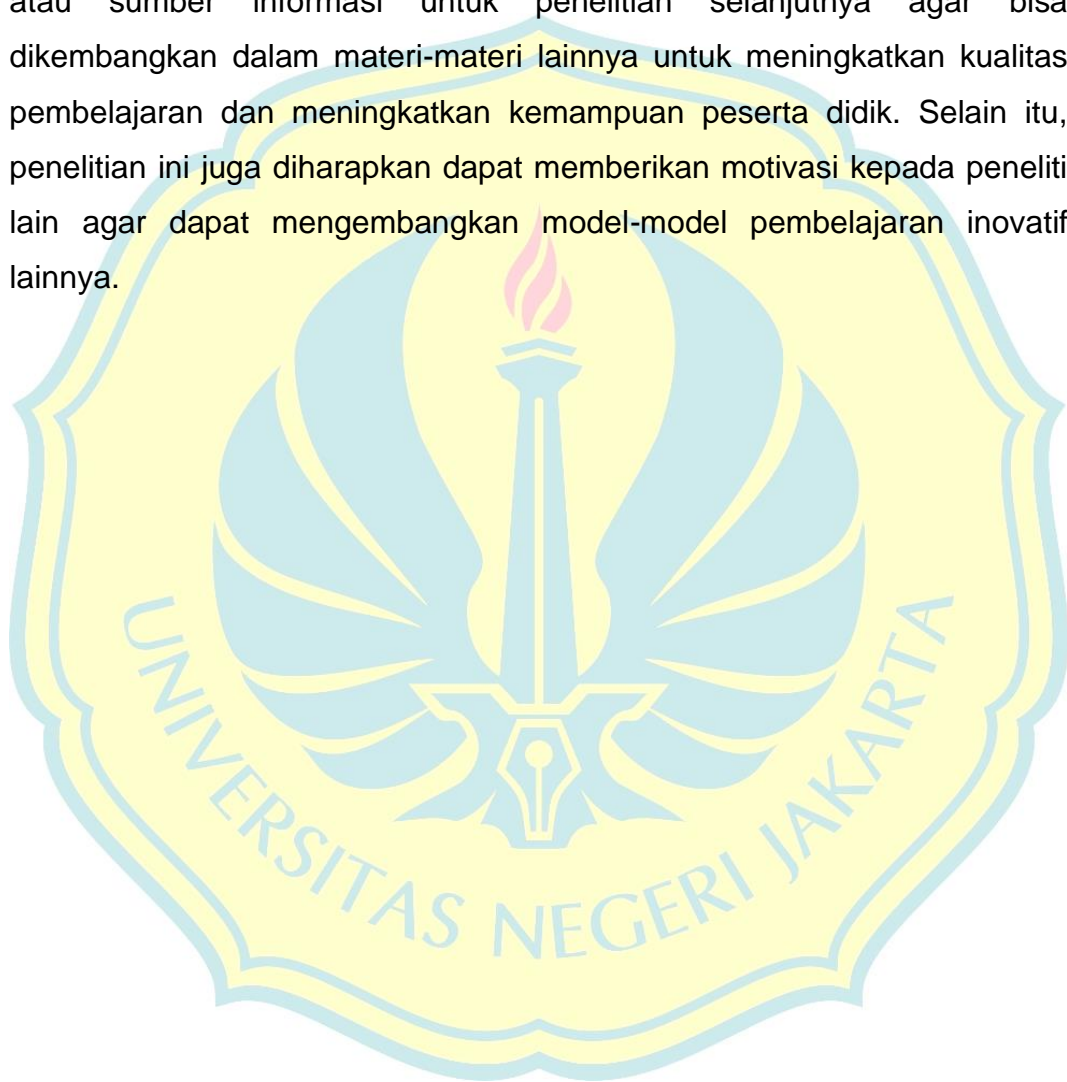 atau sumber informasi untuk penelitian selanjutnya agar bisa
dikembangkan dalam materi-materi lainnya untuk meningkatkan kualitas
pembelajaran dan meningkatkan kemampuan peserta didik. Selain itu,
penelitian ini juga diharapkan dapat memberikan motivasi kepada peneliti
lain agar dapat mengembangkan model-model pembelajaran inovatif
lainnya.
UNIVERSITAS NEGERI JAKARTA